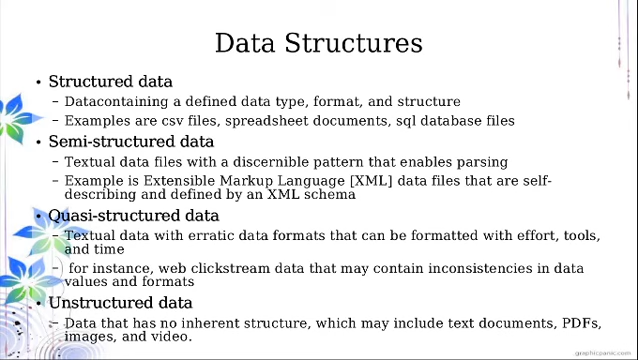 Data Structures
• Structured data
– Datacontaining a defined data type, format, and structure
– Examples are csv files, spreadsheet documents, sql database files
• Semi-structured data
– Textual data files with a discernible pattern that enables parsing
– Example is Extensible Markup Language [XML] data files that are self-
describing and defined by an XML schema
• Quasi-structured data
– Textual data with erratic data formats that can be formatted with effort, tools,
and time
– for instance, web clickstream data that may contain inconsistencies in data
values and formats
• Unstructured data
– Data that has no inherent structure, which may include text documents, PDFs,
images, and video.
graphicpanic.com